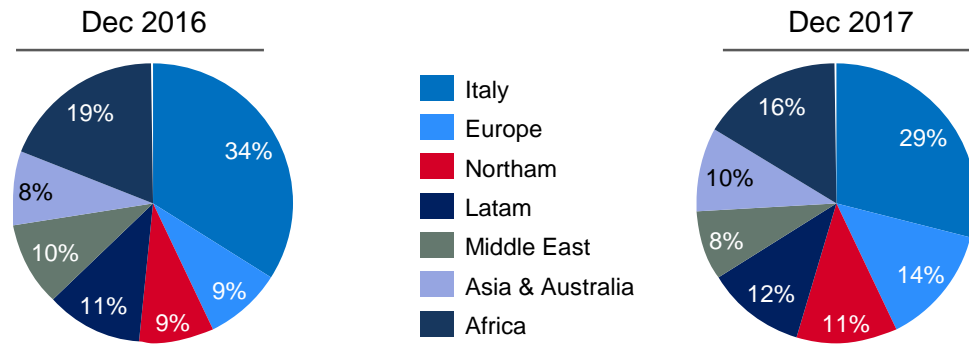 Dec 2016
34%
9%
9%
11%
10%
8%
19%
Italy
Europe
Northam
Latam
Middle East
Asia & Australia
Africa
Dec 2017
29%
14%
11%
12%
8%
10%
16%